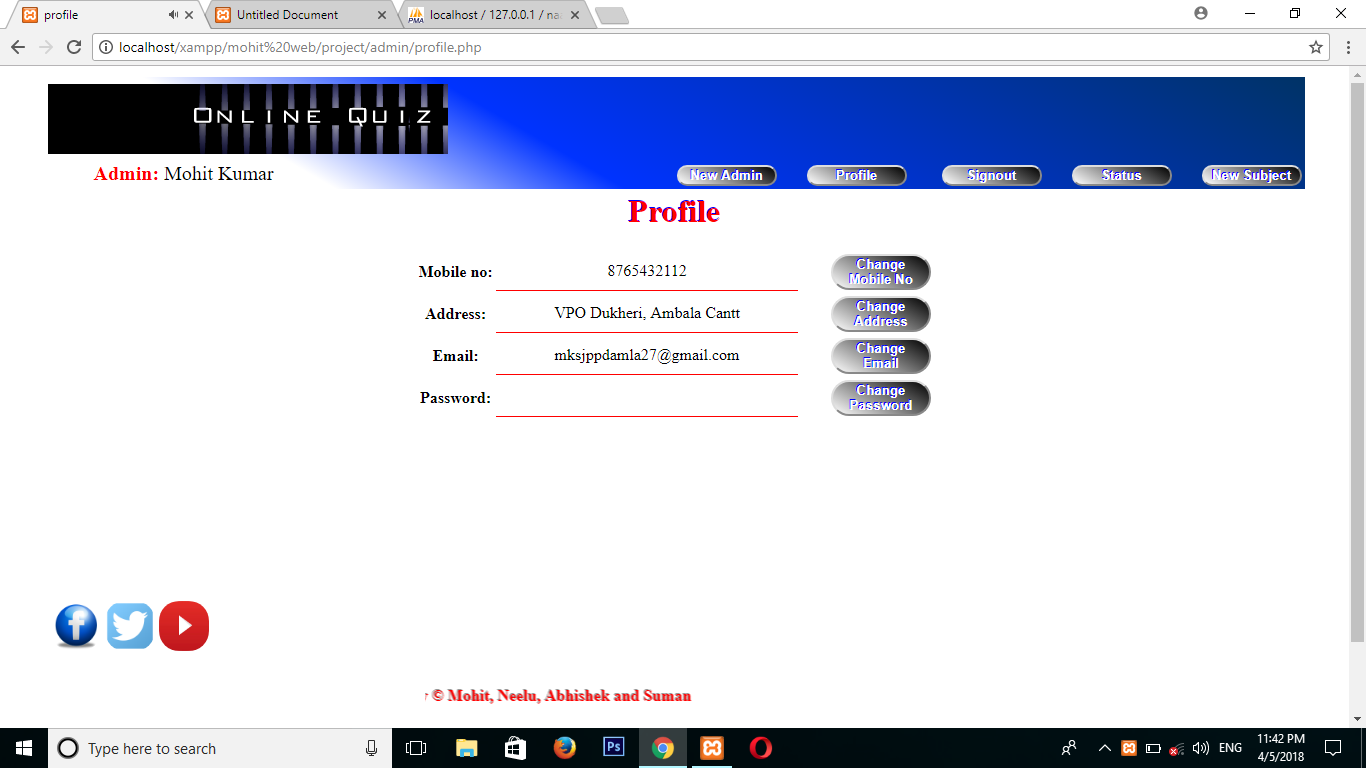 profile
Untitled Document
localhost / 127.0.0.1 / na
localhost/xampp/mohit%20web/project/admin/profile.php
Online Quiz
Admin: Mohit Kumar
New Admin
Profile
Signout
Status
New Subject
Profile
Mobile no: 8765432112
Change
Mobile No
Address: VPO Dukheri, Ambala Cantt
Change
Address
Email: mksjppdamla27@gmail.com
Change
Email
Password:
Change
Password
© Mohit, Neelu, Abhishek and Suman
Type here to search
Ps
ENG
11:42 PM
4/5/2018